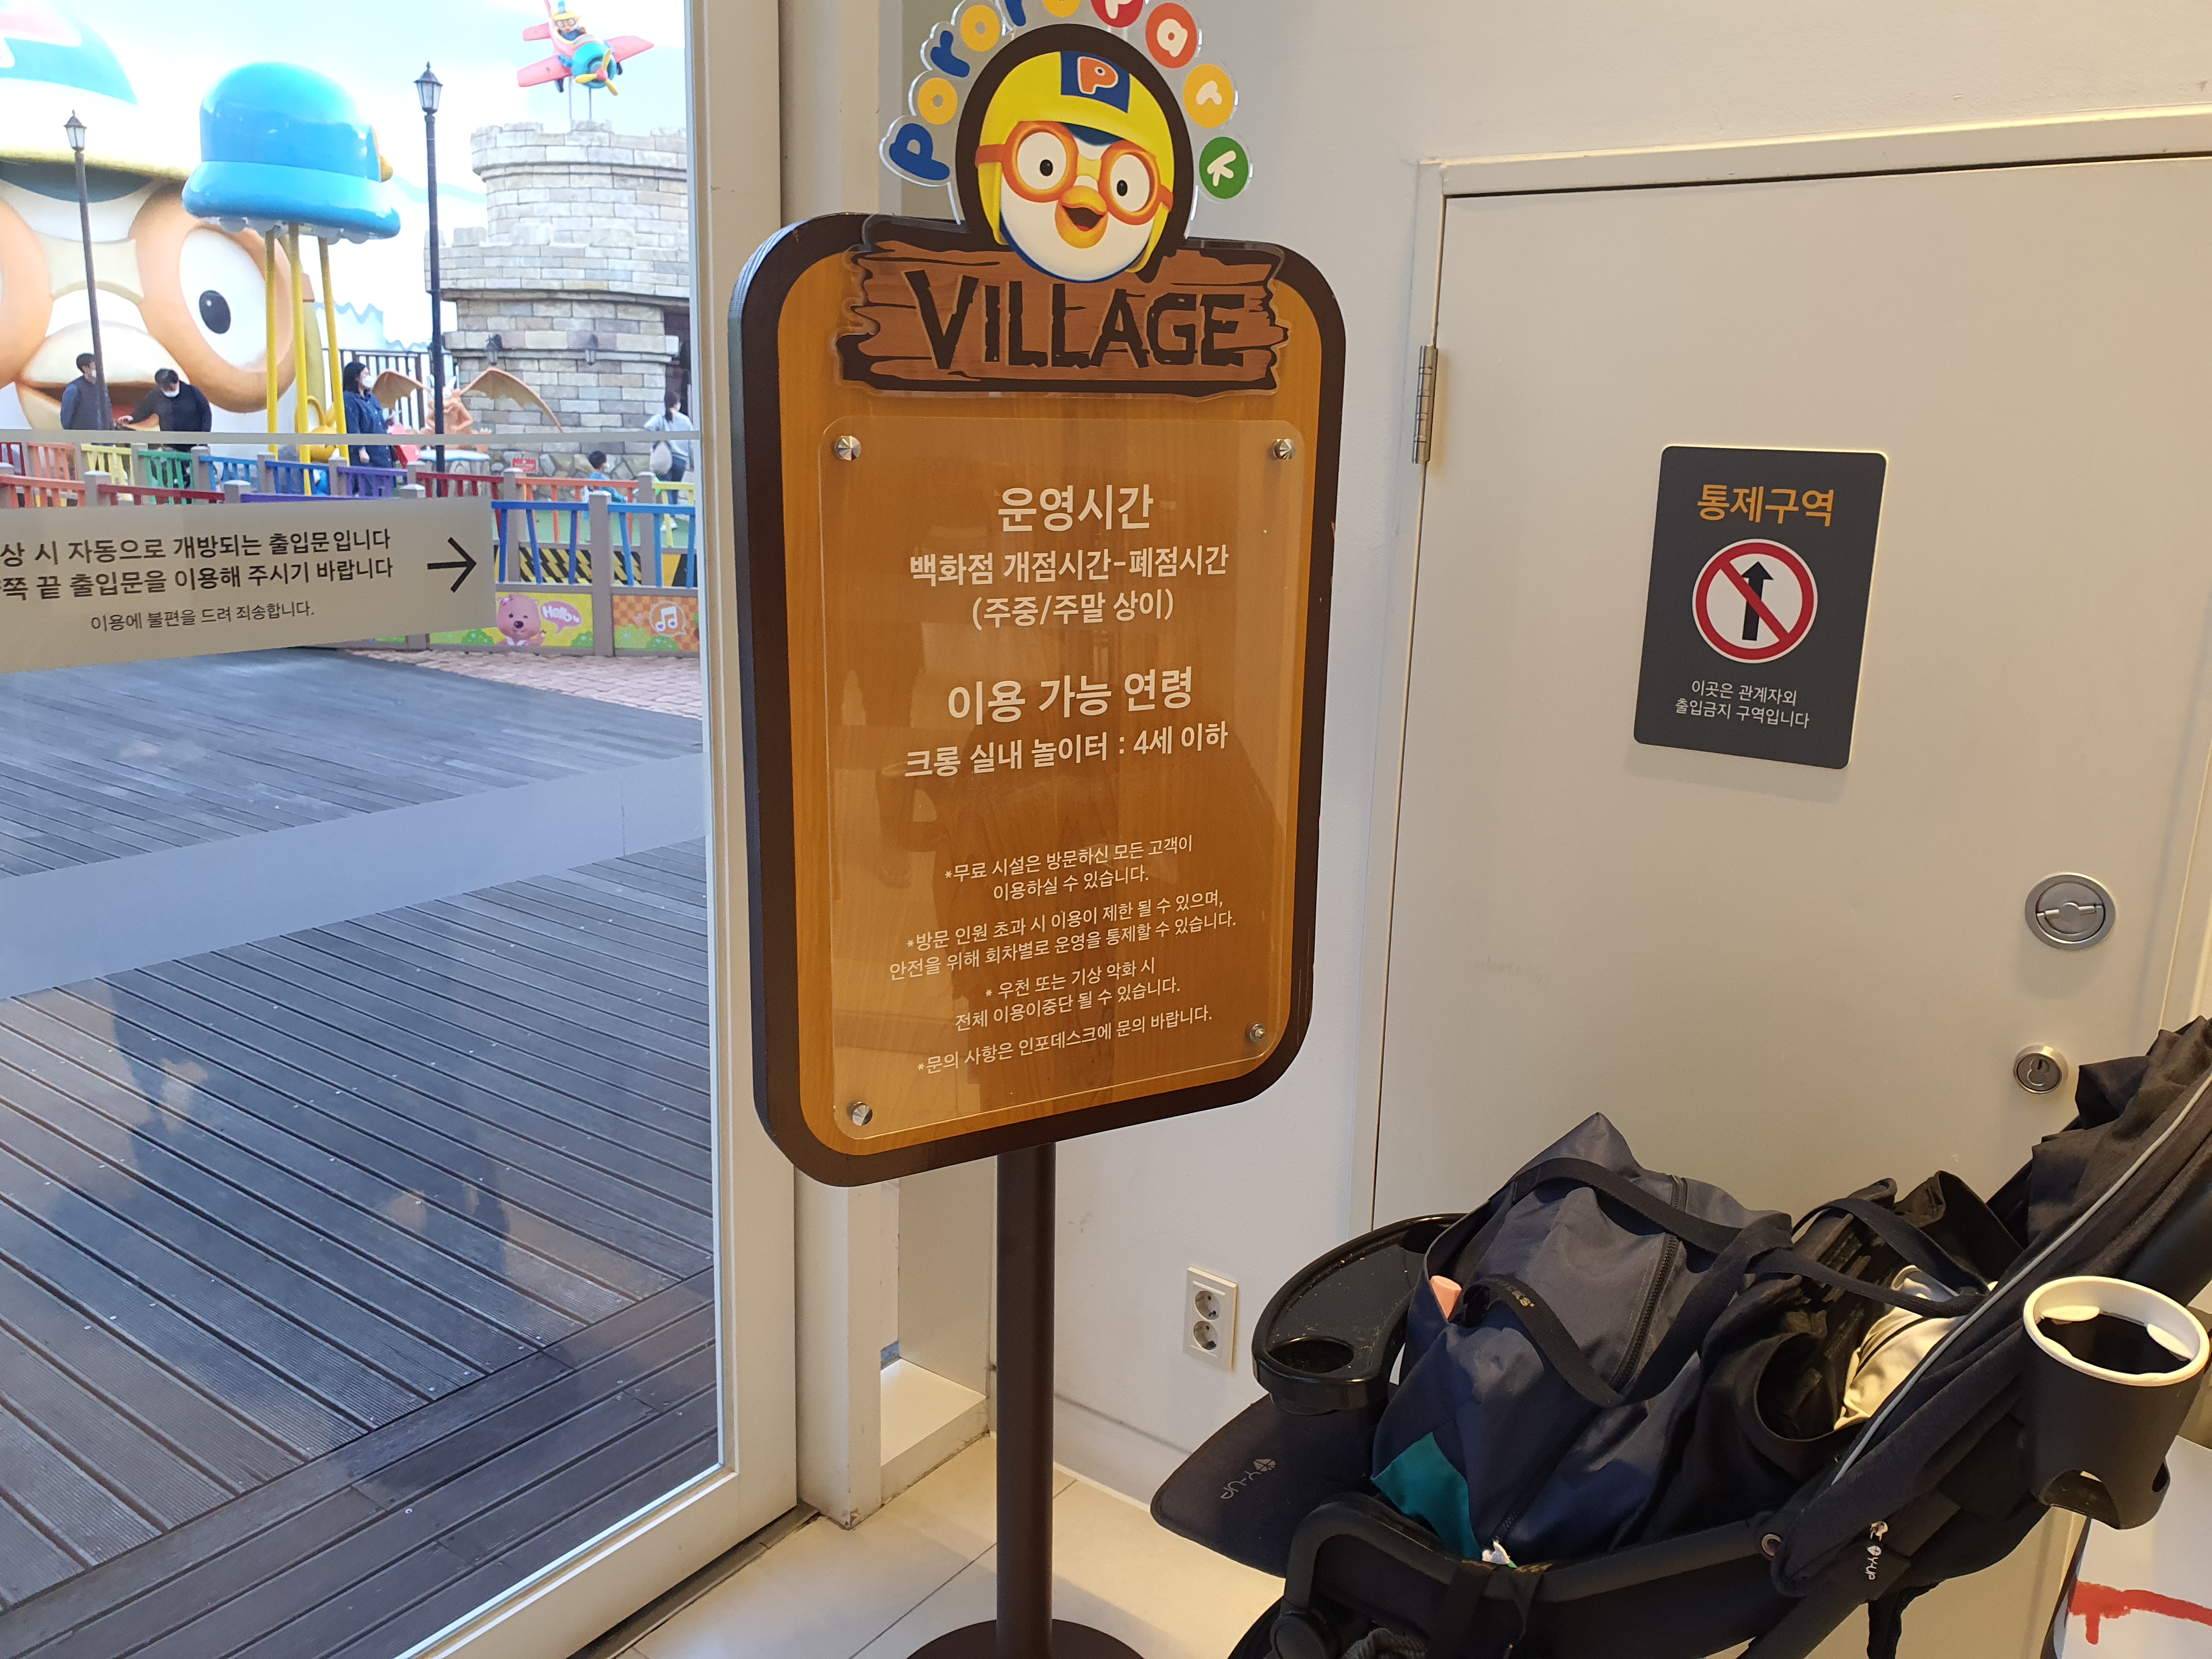 pororo park
P
VILLAGE
운영시간
백화점 개점시간-폐점시간
(주중/주말 상이)
이용 가능 연령
크롱 실내 놀이터 : 4세 이하
*무료 시설은 방문하신 모든 고객이
이용하실 수 있습니다.
*방문 인원 초과 시 이용이 제한 될 수 있으며,
안전을 위해 회차별로 운영을 통제할 수 있습니다.
* 우천 또는 기상 악화 시
전체 이용이중단 될 수 있습니다.
*문의 사항은 인포데스크에 문의 바랍니다.
상 시 자동으로 개방되는 출입문입니다
쪽 끝 출입문을 이용해 주시기 바랍니다
이용에 불편을 드려 죄송합니다.
Hello
통제구역
이곳은 관계자외
출입금지 구역입니다
Y-UP
Y-UP